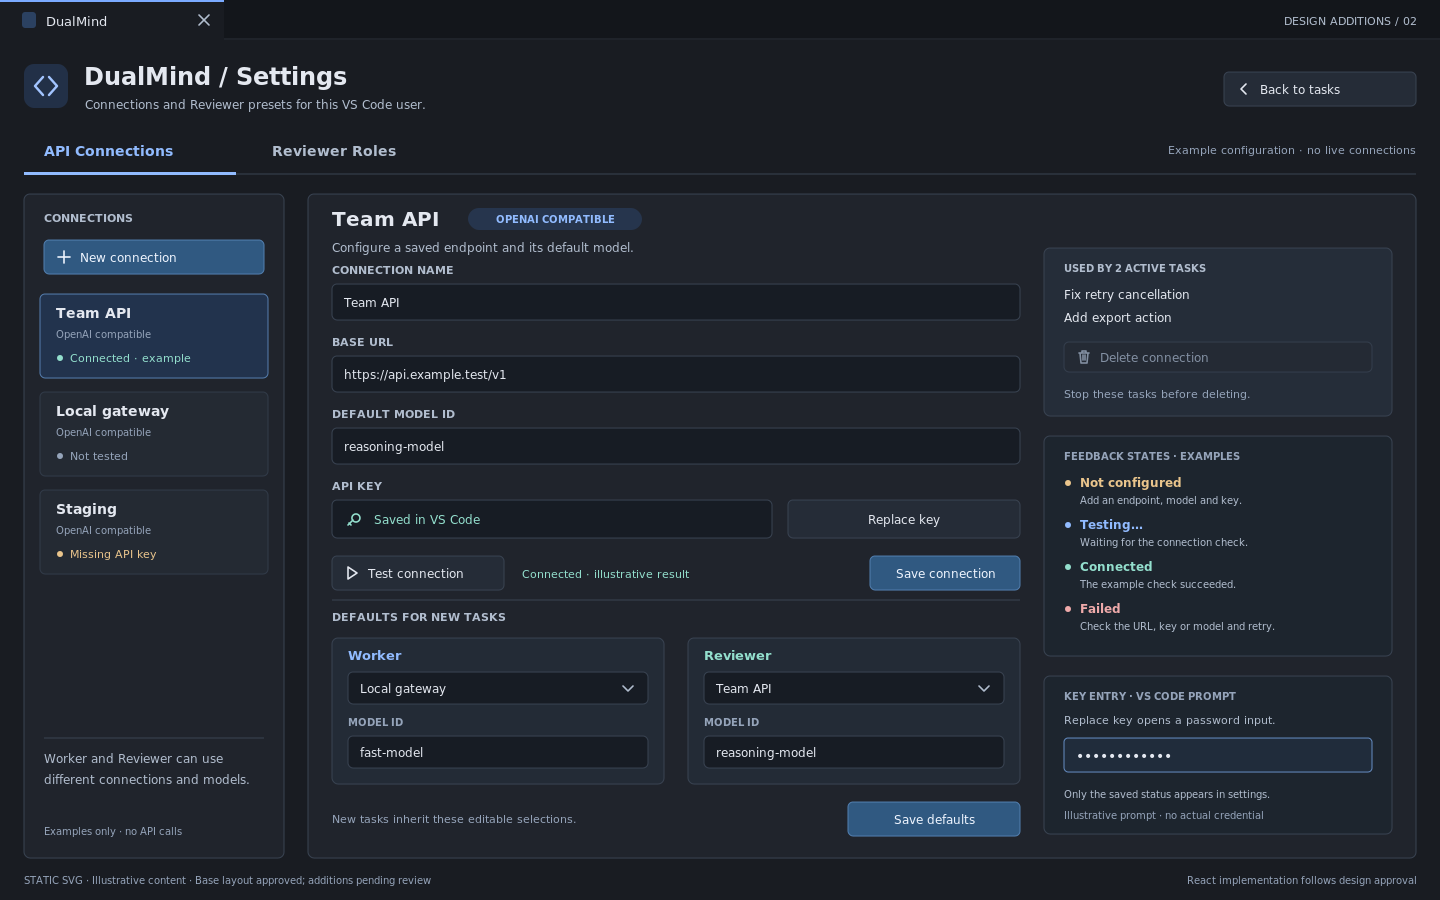 DualMind
DESIGN ADDITIONS / 02
DualMind / Settings
Connections and Reviewer presets for this VS Code user.
Back to tasks
API Connections
Reviewer Roles
Example configuration · no live connections
CONNECTIONS
New connection
Team API
OpenAI compatible
Connected · example
Local gateway
OpenAI compatible
Not tested
Staging
OpenAI compatible
Missing API key
Worker and Reviewer can use
different connections and models.
Examples only · no API calls
Team API
OPENAI COMPATIBLE
Configure a saved endpoint and its default model.
CONNECTION NAME
Team API
BASE URL
https://api.example.test/v1
DEFAULT MODEL ID
reasoning-model
API KEY
Saved in VS Code
Replace key
Test connection
Connected · illustrative result
Save connection
DEFAULTS FOR NEW TASKS
Worker
Local gateway
MODEL ID
fast-model
Reviewer
Team API
MODEL ID
reasoning-model
New tasks inherit these editable selections.
Save defaults
USED BY 2 ACTIVE TASKS
Fix retry cancellation
Add export action
Delete connection
Stop these tasks before deleting.
FEEDBACK STATES · EXAMPLES
Not configured
Add an endpoint, model and key.
Testing…
Waiting for the connection check.
Connected
The example check succeeded.
Failed
Check the URL, key or model and retry.
KEY ENTRY · VS CODE PROMPT
Replace key opens a password input.
••••••••••••
Only the saved status appears in settings.
Illustrative prompt · no actual credential
STATIC SVG · Illustrative content · Base layout approved; additions pending review
React implementation follows design approval